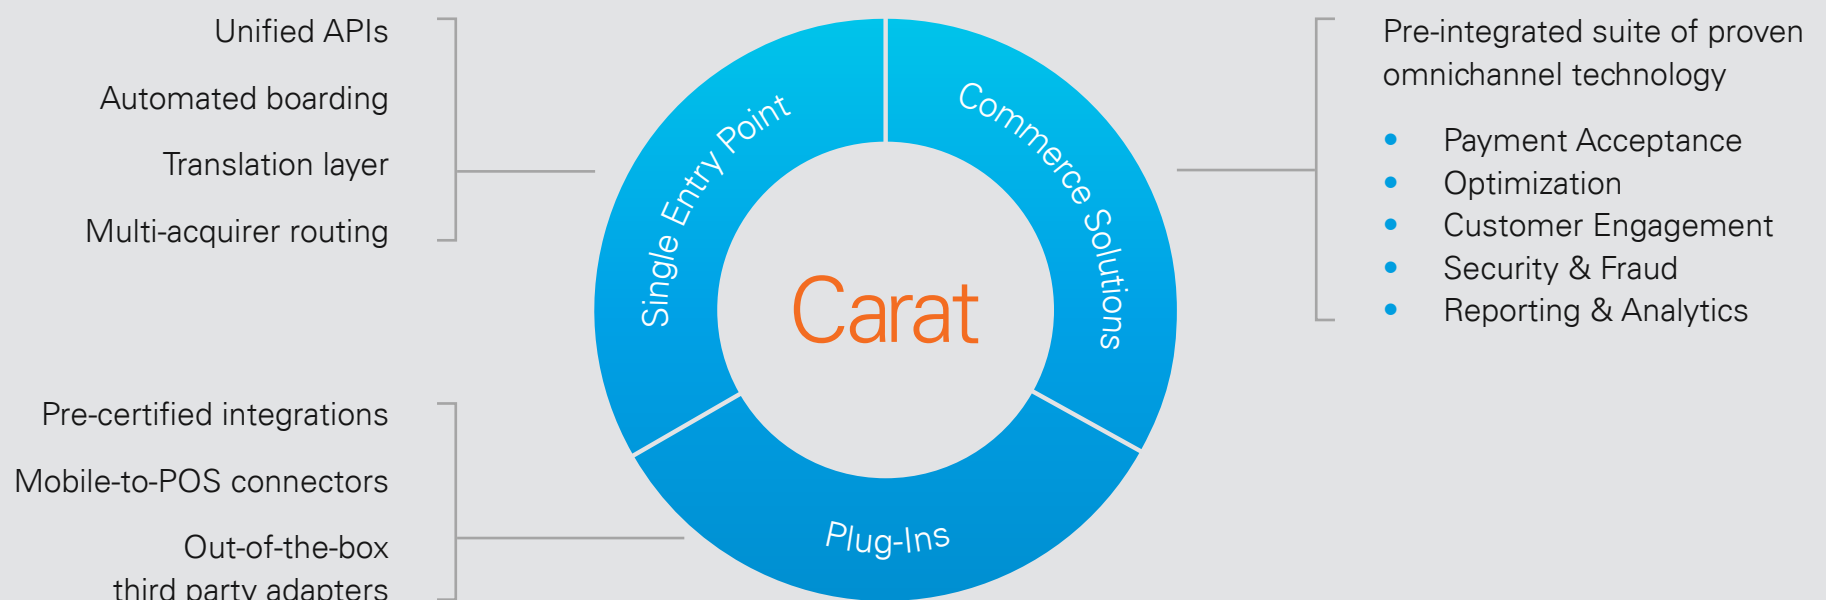 Unified APIs
Automated boarding
Translation layer
Multi-acquirer routing
Pre-certified integrations
Mobile-to-POS connectors
Out-of-the-box
third party adapters
Single Entry Point
Commerce Solutions
Plug-Ins
Carat
Pre-integrated suite of proven
omnichannel technology
• Payment Acceptance
• Optimization
• Customer Engagement
• Security & Fraud
• Reporting & Analytics